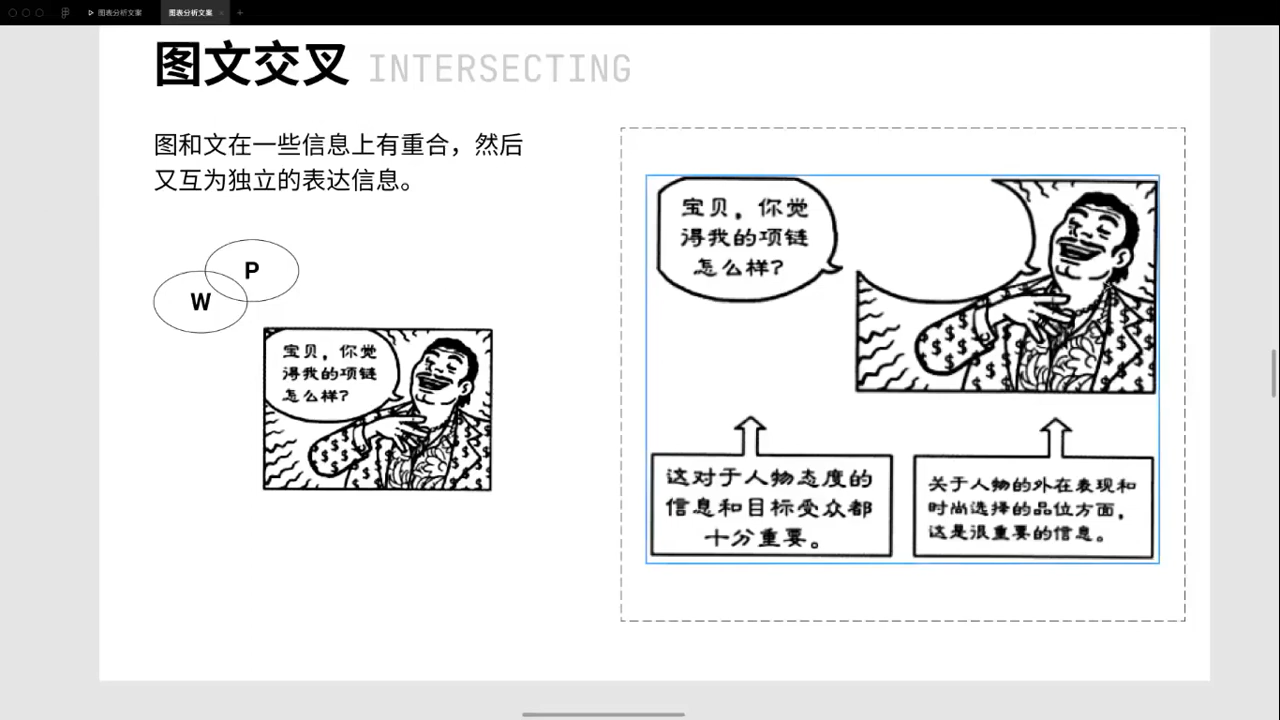 图表分析文案
图表分析文案
图文交叉 INTERSECTING
图和文在一些信息上有重合，然后
又互为独立的表达信息。
P
W
宝贝，你觉
得我的项链
怎么样？
宝贝，你觉
得我的项链
怎么样？
这对于人物态度的
信息和目标受众都
十分重要。
关于人物的外在表现和
时尚选择的品位方面，
这是很重要的信息。